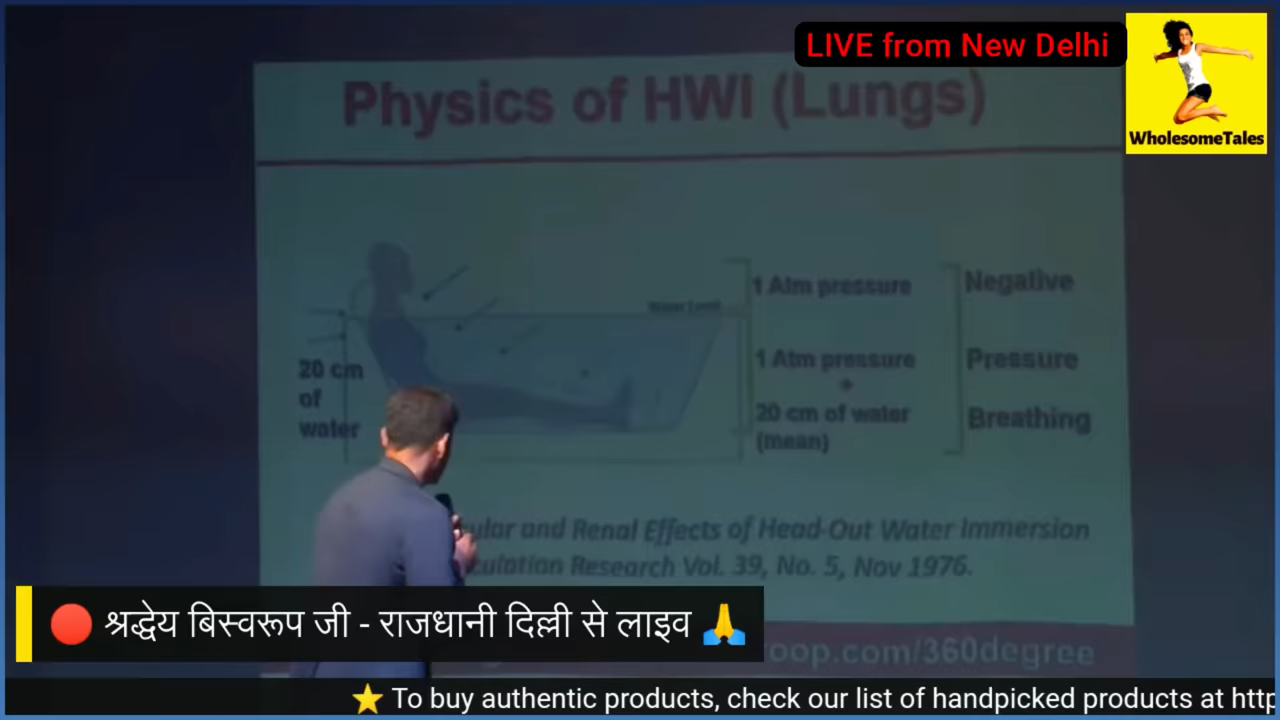 LIVE from New Delhi
WholesomeTales
Physics of HWI (Lungs)
Water Level
1 Atm pressure
Negative
20 cm
of
water
1 Atm pressure
+
20 cm of water
(mean)
Pressure
Breathing
ular and Renal Effects of Head-Out Water Immersion
culation Research Vol. 39, No. 5, Nov 1976.
🔴 श्रद्धेय बिस्वरूप जी - राजधानी दिल्ली से लाइव 🙏
roop.com/360degree
⭐ To buy authentic products, check our list of handpicked products at http